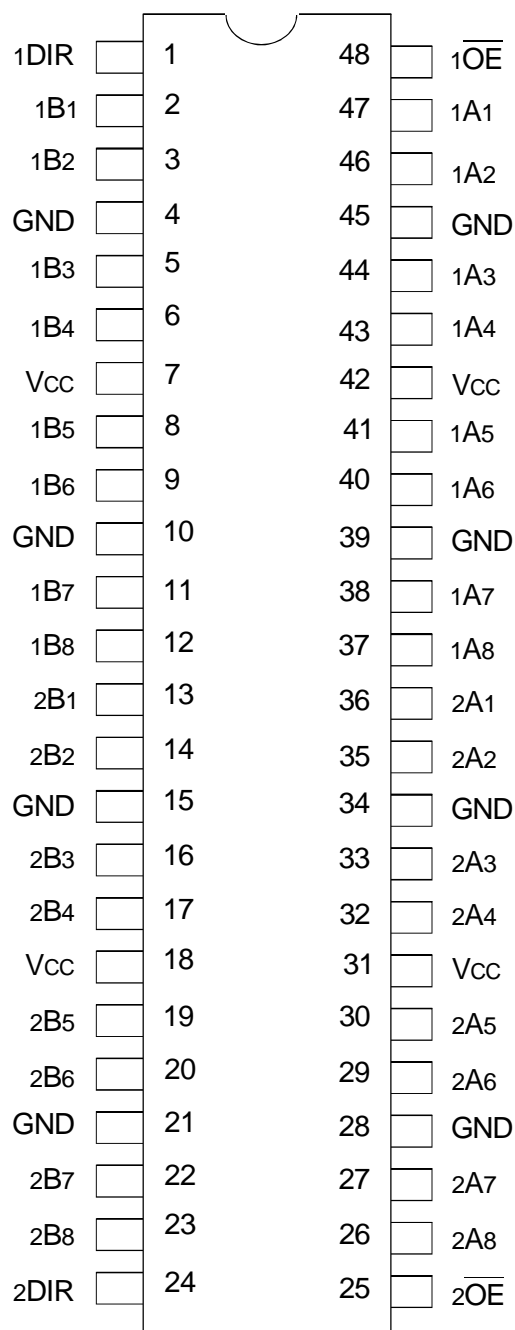 1DIR 1 48 1OE
1B1 2 47 1A1
1B2 3 46 1A2
GND 4 45 GND
1B3 5 44 1A3
1B4 6 43 1A4
VCC 7 42 VCC
1B5 8 41 1A5
1B6 9 40 1A6
GND 10 39 GND
1B7 11 38 1A7
1B8 12 37 1A8
2B1 13 36 2A1
2B2 14 35 2A2
GND 15 34 GND
2B3 16 33 2A3
2B4 17 32 2A4
VCC 18 31 VCC
2B5 19 30 2A5
2B6 20 29 2A6
GND 21 28 GND
2B7 22 27 2A7
2B8 23 26 2A8
2DIR 24 25 2OE